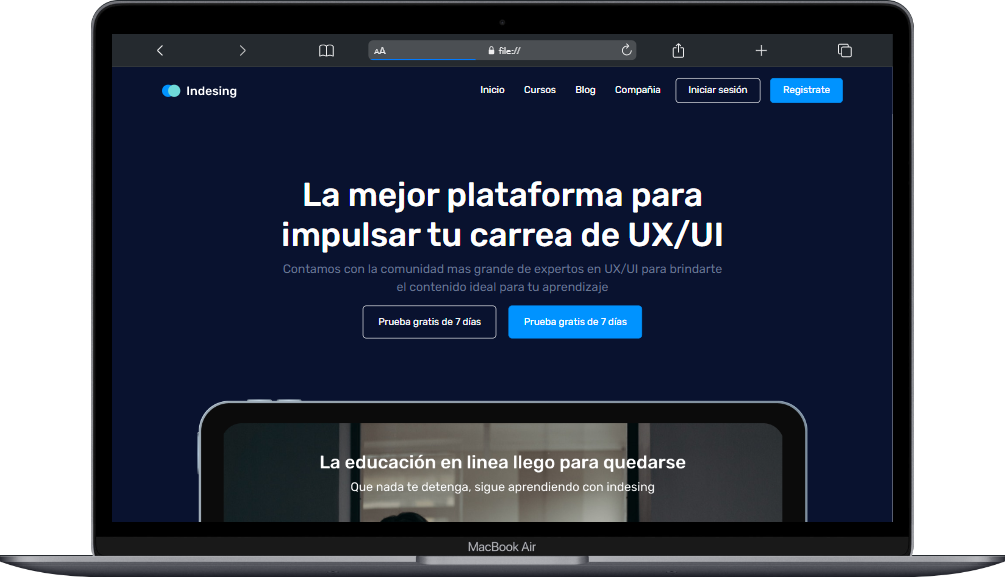 AA
file://
Indesing
Inicio
Cursos
Blog
Compañia
Iniciar sesión
Registrate
La mejor plataforma para
impulsar tu carrea de UX/UI
Contamos con la comunidad mas grande de expertos en UX/UI para brindarte
el contenido ideal para tu aprendizaje
Prueba gratis de 7 días
Prueba gratis de 7 días
La educación en linea llego para quedarse
Que nada te detenga, sigue aprendiendo con indesing
MacBook Air